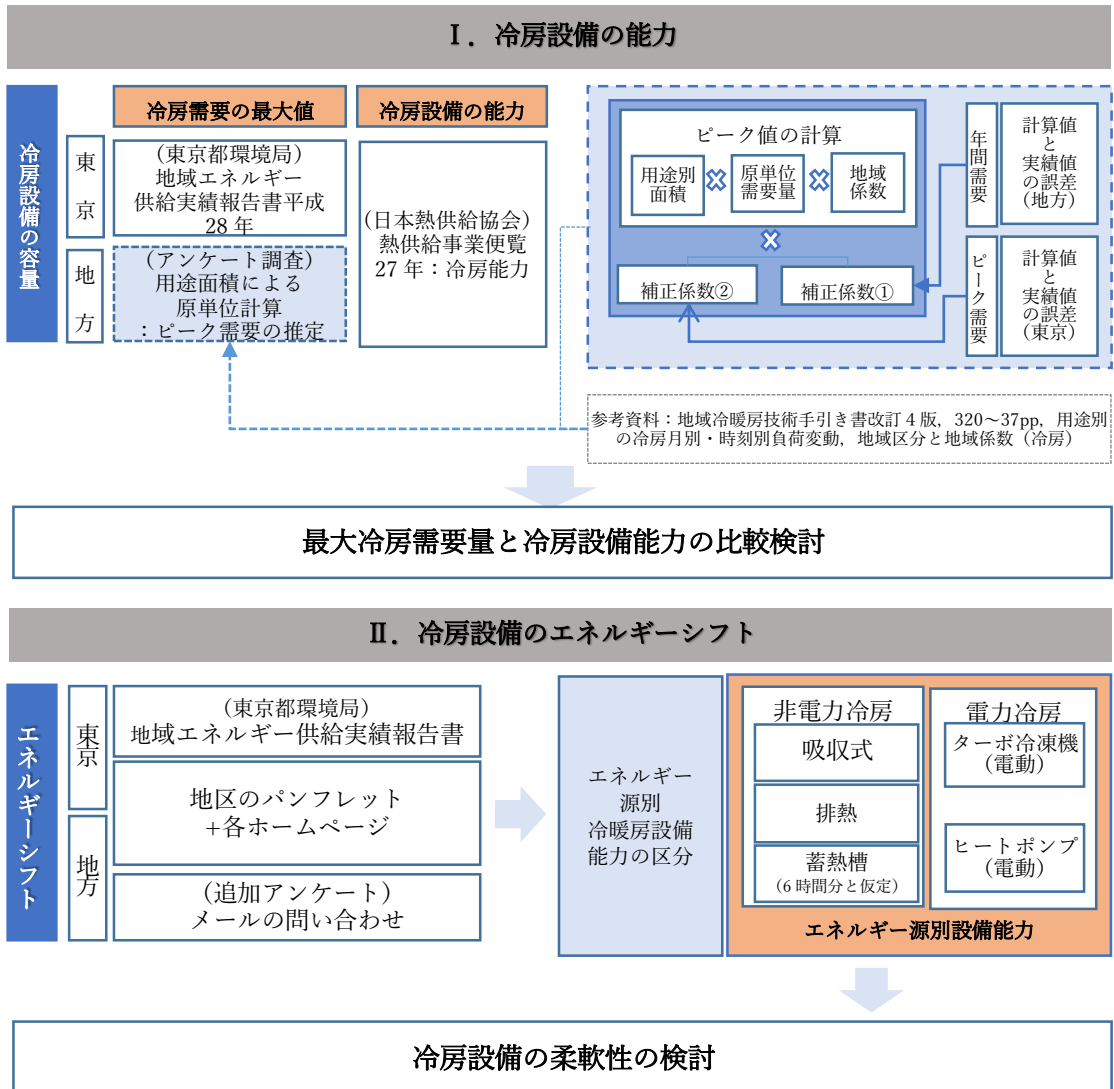 Ⅰ．冷房設備の能力
冷房設備の容量
冷房需要の最大値
冷房設備の能力
東
京
(東京都環境局)
地域エネルギー
供給実績報告書平成
28 年
地
方
(アンケート調査)
用途面積による
原単位計算
：ピーク需要の推定
(日本熱供給協会)
熱供給事業便覧
27 年：冷房能力
ピーク値の計算
用途別
面積
原単位
需要量
地域
係数
補正係数②
補正係数①
年間需要
計算値
と
実績値
の誤差
(地方)
ピーク需要
計算値
と
実績値
の誤差
(東京)
参考資料：地域冷暖房技術手引き書改訂４版，320～37pp，用途別
の冷房月別・時刻別負荷変動，地域区分と地域係数（冷房）
最大冷房需要量と冷房設備能力の比較検討
Ⅱ．冷房設備のエネルギーシフト
エネルギーシフト
東京
地方
(東京都環境局)
地域エネルギー供給実績報告書
地区のパンフレット
+各ホームページ
(追加アンケート)
メールの問い合わせ
エネルギー
源別
冷暖房設備
能力の区分
非電力冷房
吸収式
排熱
蓄熱槽
（6 時間分と仮定）
電力冷房
ターボ冷凍機
(電動)
ヒートポンプ
(電動)
エネルギー源別設備能力
冷房設備の柔軟性の検討